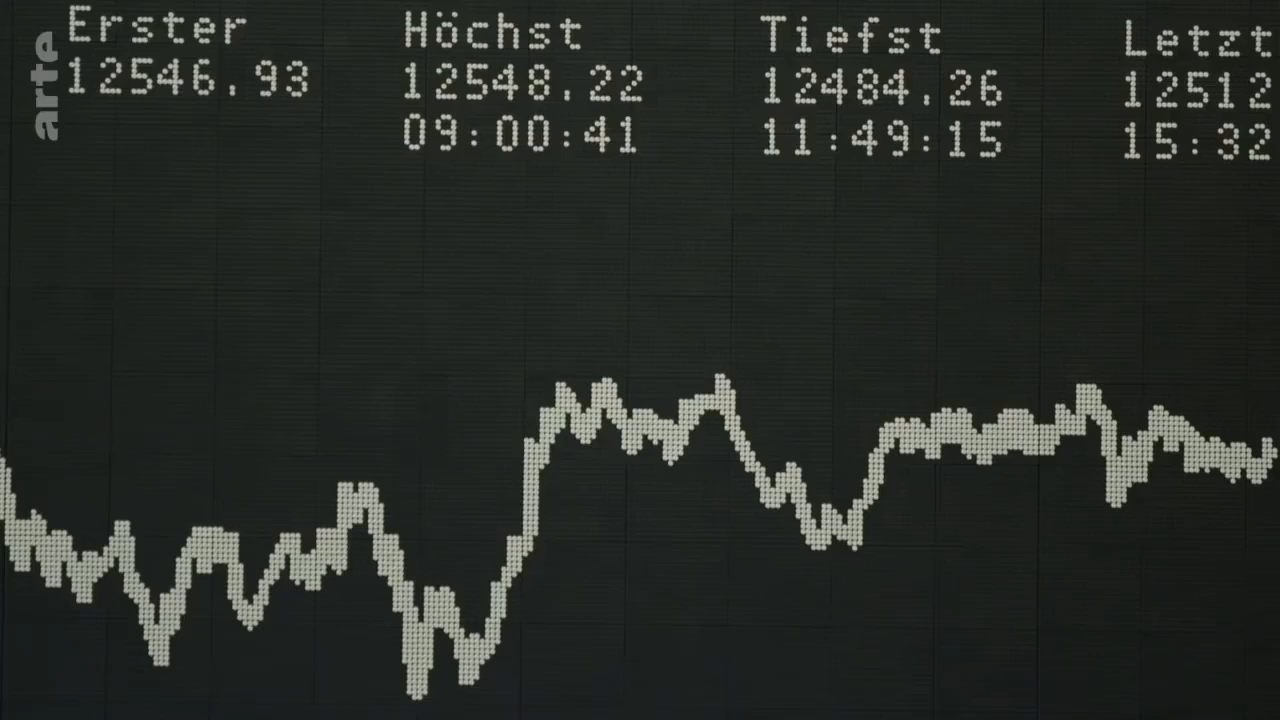 arte
Erster
12546.93
Höchst
12548.22
09:00:41
Tiefst
12484.26
11:49:15
Letzt
12512
15:32